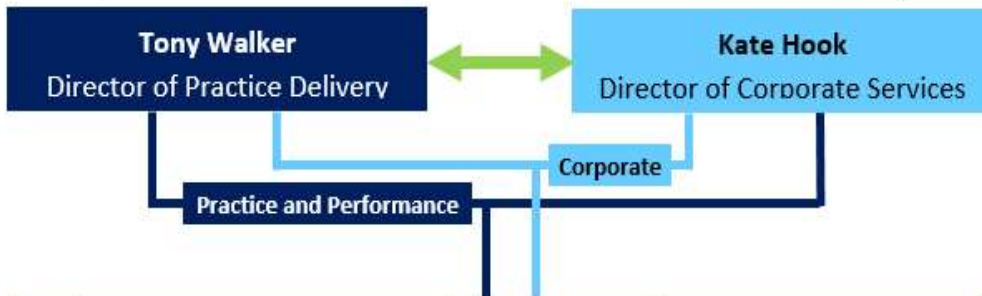 Tony Walker
Director of Practice Delivery
Kate Hook
Director of Corporate Services
Corporate
Practice and Performance